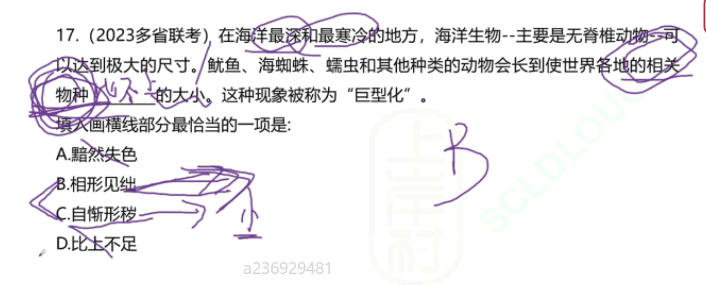 17.（2023多省联考）在海洋最深和最寒冷的地方，海洋生物--主要是无脊椎动物--可
以达到极大的尺寸。鱿鱼、海蜘蛛、蠕虫和其他种类的动物会长到使世界各地的相关
物种______的大小。这种现象被称为“巨型化”。
填入画横线部分最恰当的一项是:
A.黯然失色
B.相形见绌
C.自惭形秽
D.比上不足
B
小
上岸村
SCLDLOUC
a236929481